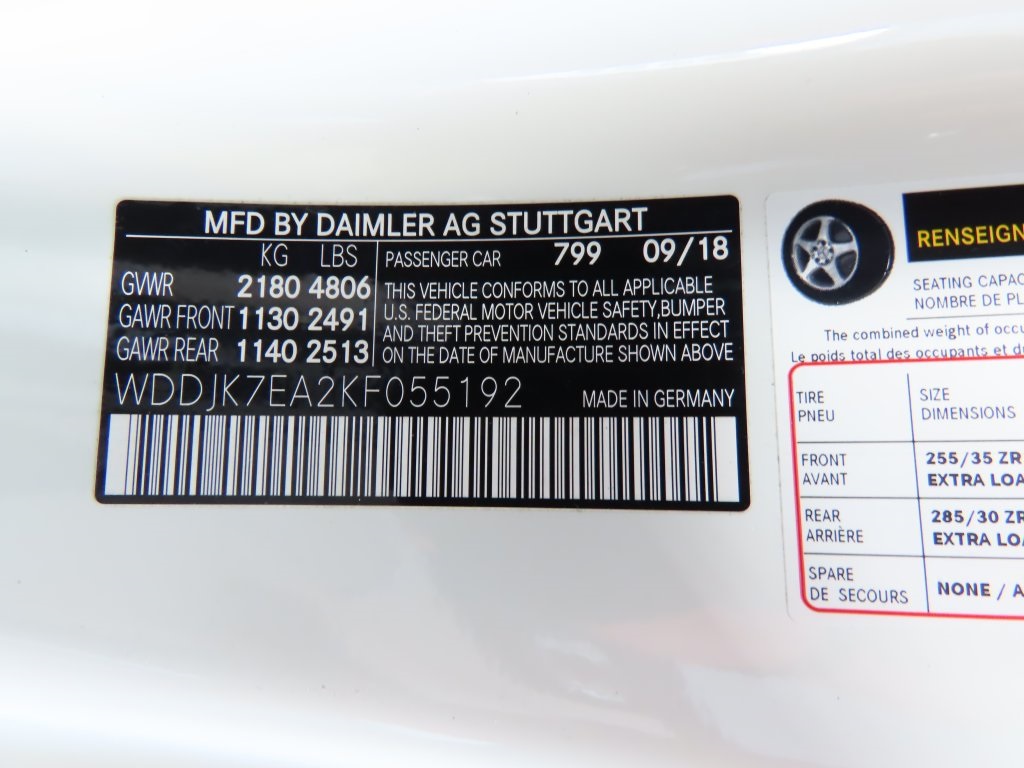 MFD BY DAIMLER AG STUTTGART
KG LBS
GVWR 2180 4806
GAWR FRONT 1130 2491
GAWR REAR 1140 2513
PASSENGER CAR 799 09/18
THIS VEHICLE CONFORMS TO ALL APPLICABLE
U.S. FEDERAL MOTOR VEHICLE SAFETY,BUMPER
AND THEFT PREVENTION STANDARDS IN EFFECT
ON THE DATE OF MANUFACTURE SHOWN ABOVE
WDDJK7EA2KF055192 MADE IN GERMANY
RENSEIGN
SEATING CAPAC
NOMBRE DE PL
The combined weight of occu
Le poids total des occupants et d
TIRE SIZE
PNEU DIMENSIONS
FRONT 255/35 ZR
AVANT EXTRA LOA
REAR 285/30 ZR
ARRIÈRE EXTRA LOA
SPARE
DE SECOURS NONE / A